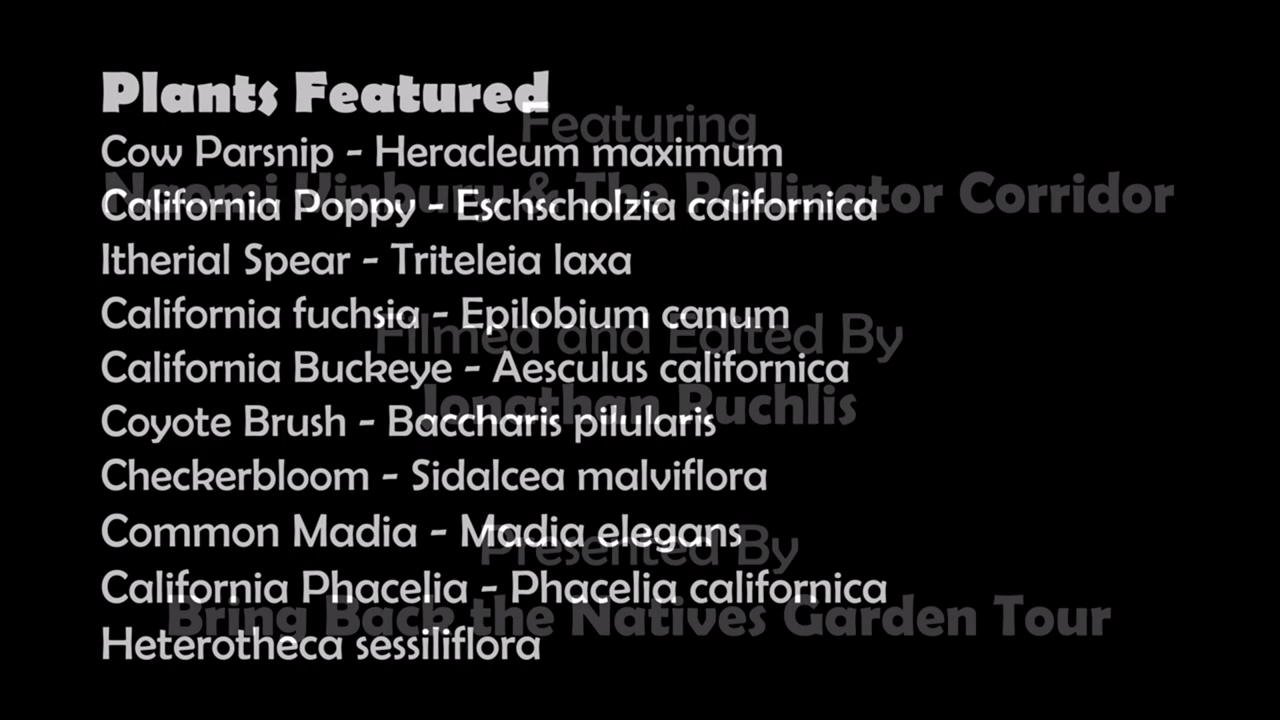 Plants Featured
Cow Parsnip - Heracleum maximum
California Poppy - Eschscholzia californica
Itherial Spear - Triteleia laxa
California fuchsia - Epilobium canum
California Buckeye - Aesculus californica
Coyote Brush - Baccharis pilularis
Checkerbloom - Sidalcea malviflora
Common Madia - Madia elegans
California Phacelia - Phacelia californica
Heterotheca sessiliflora
Featuring
Naomi & The Pollinator Corridor
Filmed and Edited By
Jonathan Ruchlis
Presented By
Bring Back the Natives Garden Tour